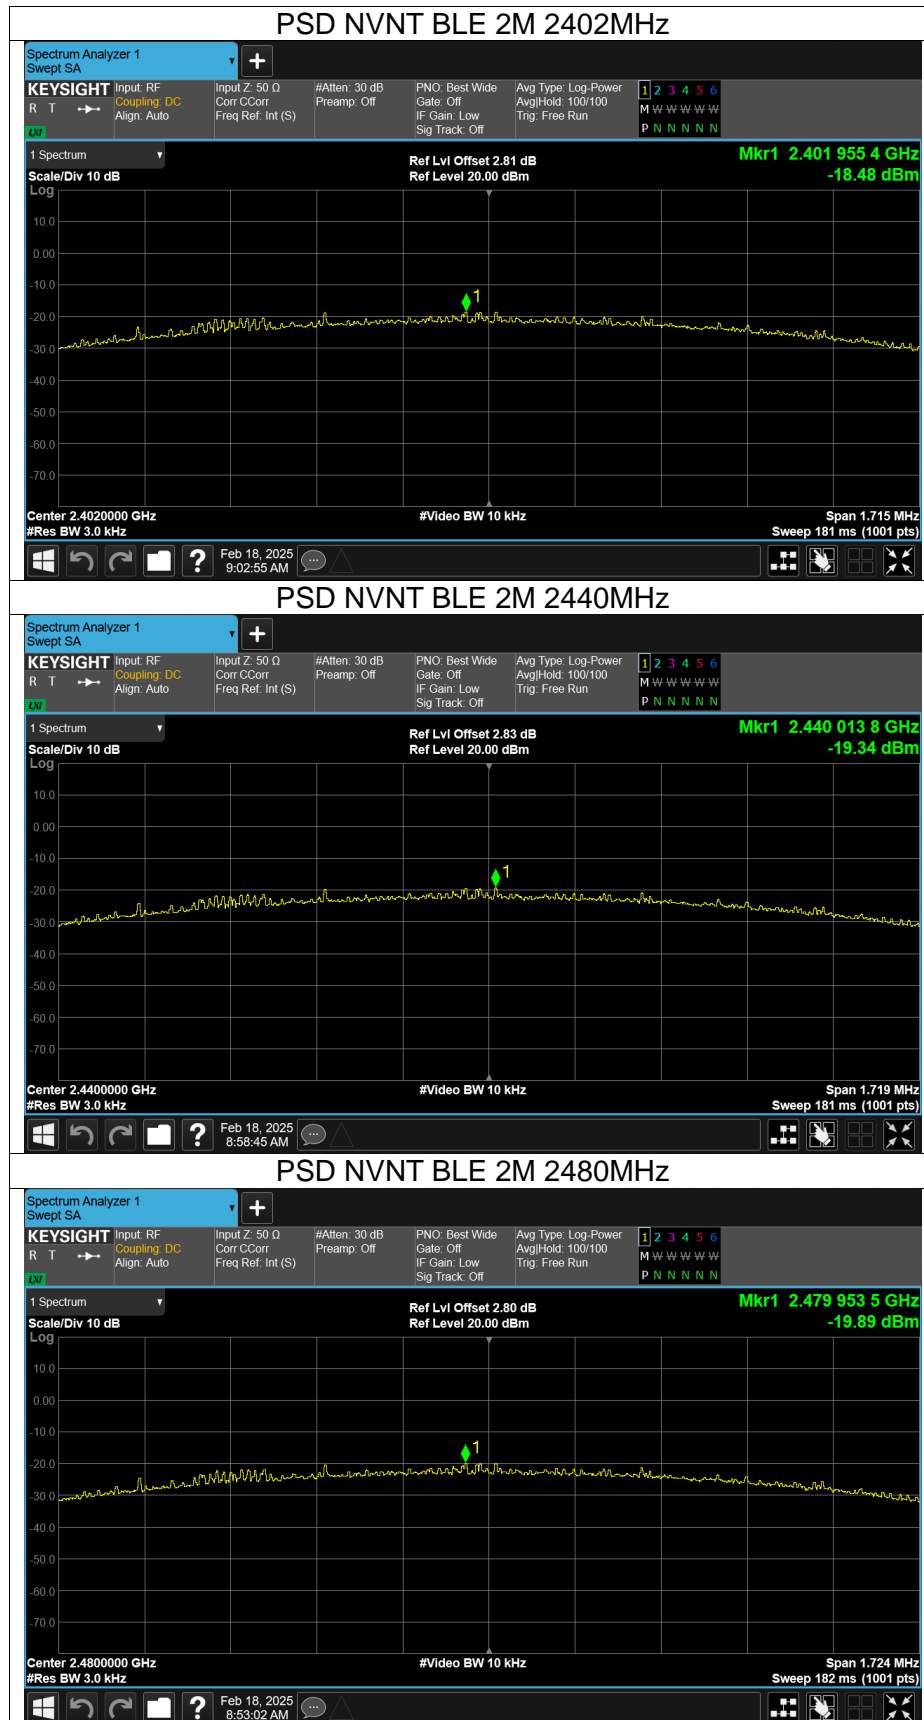 PSD NVNT BLE 2M 2402MHz
Spectrum Analyzer 1
Swept SA
+
KEYSIGHT Input: RF Input Z: 50 Ω #Atten: 30 dB PNO: Best Wide Avg Type: Log-Power 1 2 3 4 5 6
R T Coupling: DC Corr CCorr Preamp: Off Gate: Off Avg|Hold: 100/100 M W W W W W
Align: Auto Freq Ref: Int (S) IF Gain: Low Trig: Free Run
LXI Sig Track: Off P N N N N N
1 Spectrum Ref Lvl Offset 2.81 dB Mkr1 2.401 955 4 GHz
Scale/Div 10 dB Ref Level 20.00 dBm -18.48 dBm
Log
10.0
0.00
-10.0
1
-20.0
-30.0
-40.0
-50.0
-60.0
-70.0
Center 2.4020000 GHz #Video BW 10 kHz Span 1.715 MHz
#Res BW 3.0 kHz Sweep 181 ms (1001 pts)
? Feb 18, 2025
9:02:55 AM
PSD NVNT BLE 2M 2440MHz
Spectrum Analyzer 1
Swept SA
+
KEYSIGHT Input: RF Input Z: 50 Ω #Atten: 30 dB PNO: Best Wide Avg Type: Log-Power 1 2 3 4 5 6
R T Coupling: DC Corr CCorr Preamp: Off Gate: Off Avg|Hold: 100/100 M W W W W W
Align: Auto Freq Ref: Int (S) IF Gain: Low Trig: Free Run
LXI Sig Track: Off P N N N N N
1 Spectrum Ref Lvl Offset 2.83 dB Mkr1 2.440 013 8 GHz
Scale/Div 10 dB Ref Level 20.00 dBm -19.34 dBm
Log
10.0
0.00
-10.0
1
-20.0
-30.0
-40.0
-50.0
-60.0
-70.0
Center 2.4400000 GHz #Video BW 10 kHz Span 1.719 MHz
#Res BW 3.0 kHz Sweep 181 ms (1001 pts)
? Feb 18, 2025
8:58:45 AM
PSD NVNT BLE 2M 2480MHz
Spectrum Analyzer 1
Swept SA
+
KEYSIGHT Input: RF Input Z: 50 Ω #Atten: 30 dB PNO: Best Wide Avg Type: Log-Power 1 2 3 4 5 6
R T Coupling: DC Corr CCorr Preamp: Off Gate: Off Avg|Hold: 100/100 M W W W W W
Align: Auto Freq Ref: Int (S) IF Gain: Low Trig: Free Run
LXI Sig Track: Off P N N N N N
1 Spectrum Ref Lvl Offset 2.80 dB Mkr1 2.479 953 5 GHz
Scale/Div 10 dB Ref Level 20.00 dBm -19.89 dBm
Log
10.0
0.00
-10.0
1
-20.0
-30.0
-40.0
-50.0
-60.0
-70.0
Center 2.4800000 GHz #Video BW 10 kHz Span 1.724 MHz
#Res BW 3.0 kHz Sweep 182 ms (1001 pts)
? Feb 18, 2025
8:53:02 AM